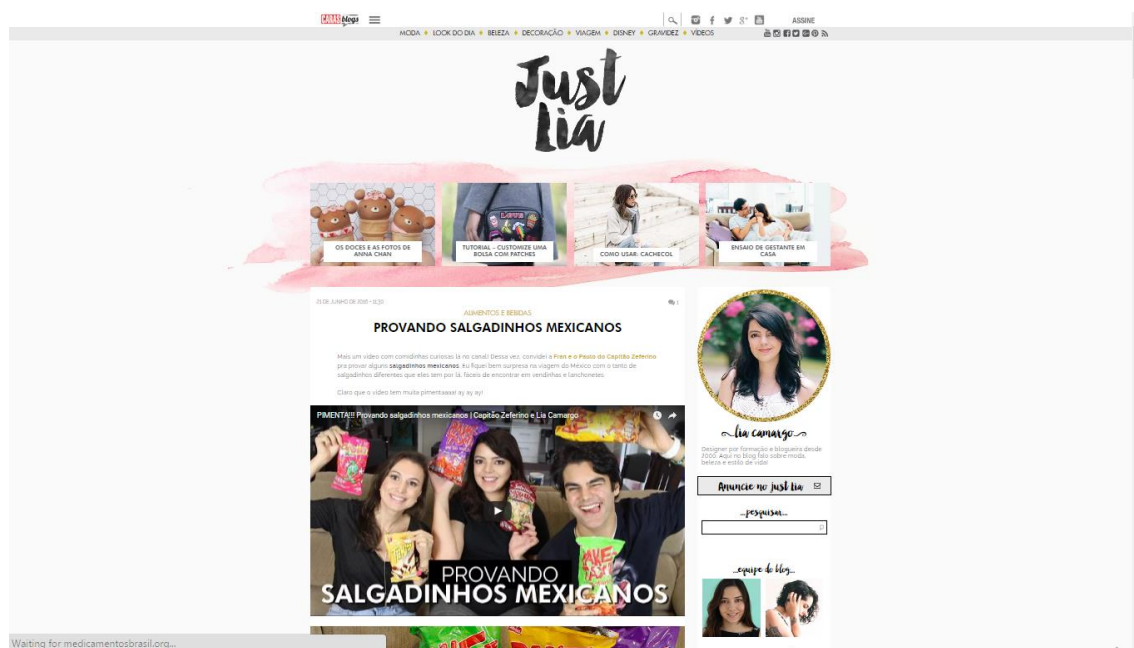 CARAS blogs
ASSINE
MODA • LOOK DO DIA • BELEZA • DECORAÇÃO • VIAGEM • DISNEY • GRAVIDEZ • VÍDEOS
Just
Lia
OS DOCES E AS FOTOS DE
ANNA CHAN
TUTORIAL – CUSTOMIZE UMA
BOLSA COM PATCHES
COMO USAR: CACHECOL
ENSAIO DE GESTANTE EM
CASA
1
ALIMENTOS E BEBIDAS
PROVANDO SALGADINHOS MEXICANOS
Mais um vídeo com comidinhas curiosas lá no canal! Dessa vez, convidei a Fran e o Paulo do Capitão Zeferino
pra provar alguns salgadinhos mexicanos. Eu fiquei bem surpresa na viagem do México com o tanto de
salgadinhos diferentes que eles tem por lá, fáceis de encontrar em vendinhas e lanchonetes.
Claro que o vídeo tem muita pimentaaaa! ay ay ay!
PIMENTA!!! Provando salgadinhos mexicanos | Capitão Zeferino e Lia Camargo
PROVANDO
SALGADINHOS MEXICANOS
lia camargo
Designer por formação e blogueira desde
2000. Aqui no blog falo sobre moda,
beleza e estilo de vida!
Anuncie no just lia
...pesquisar...
...equipe do blog...
Waiting for medicamentosbrasil.org...